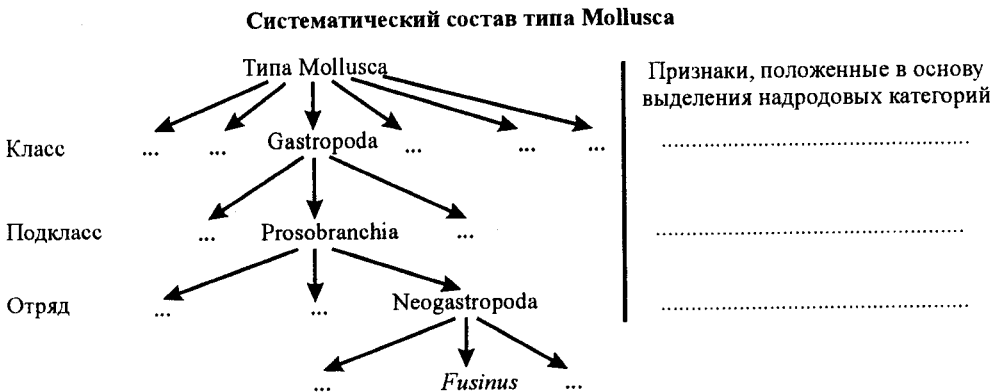 Систематический состав типа Mollusca
Типа Mollusca
Признаки, положенные в основу
выделения надродовых категорий
Класс ... ... Gastropoda ... ... ... ................................................
Подкласс ... Prosobranchia ... ................................................
Отряд ... ... Neogastropoda ................................................
... Fusinus ...